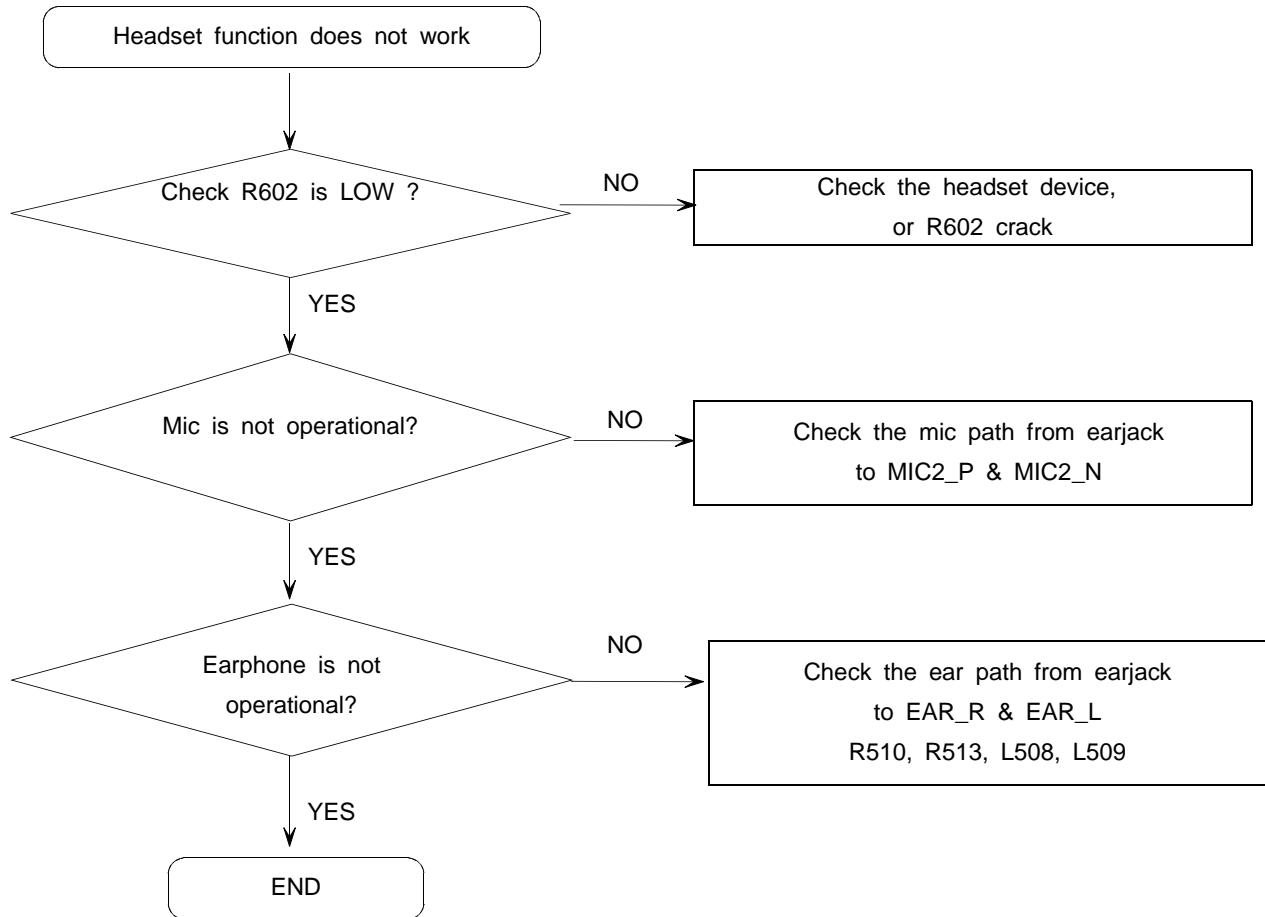 Headset function does not work
Check R602 is LOW ?
NO
Check the headset device,
or R602 crack
YES
Mic is not operational?
NO
Check the mic path from earjack
to MIC2_P & MIC2_N
YES
Earphone is not
operational?
NO
Check the ear path from earjack
to EAR_R & EAR_L
R510, R513, L508, L509
YES
END